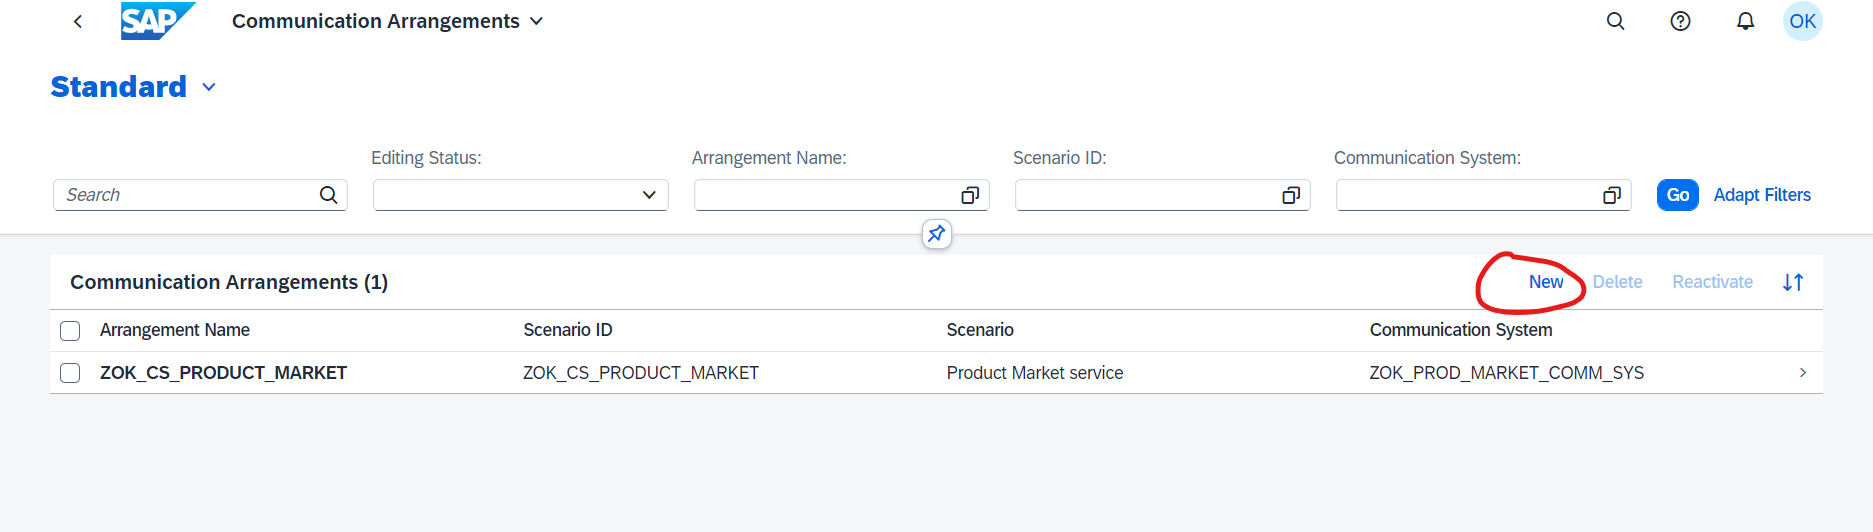 SAP Communication Arrangements OK
Standard
Editing Status: Arrangement Name: Scenario ID: Communication System:
Search Go Adapt Filters
Communication Arrangements (1) New Delete Reactivate
Arrangement Name Scenario ID Scenario Communication System
ZOK_CS_PRODUCT_MARKET ZOK_CS_PRODUCT_MARKET Product Market service ZOK_PROD_MARKET_COMM_SYS